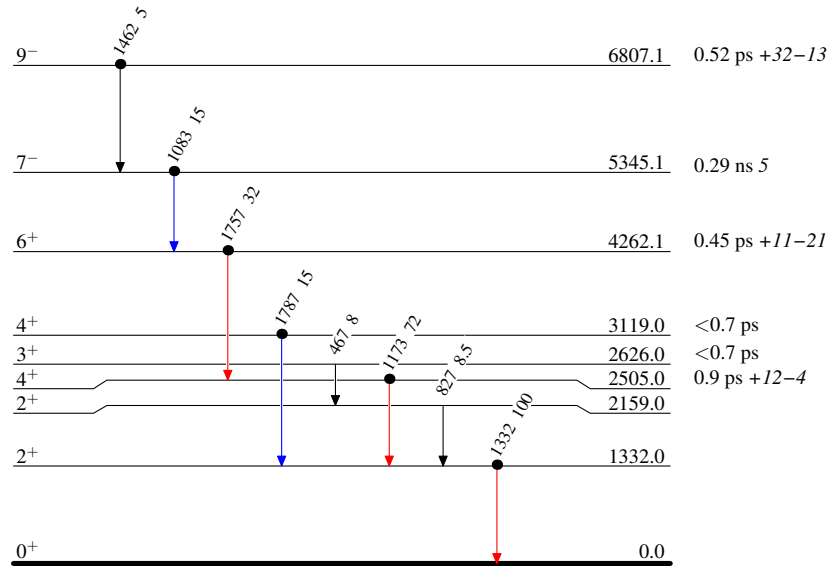 1462 5
9⁻ 6807.1 0.52 ps +32−13
1083 15
7⁻ 5345.1 0.29 ns 5
1757 32
6⁺ 4262.1 0.45 ps +11−21
1787 15
4⁺ 3119.0 <0.7 ps
467 8
1173 72
3⁺ 2626.0 <0.7 ps
827 8.5
4⁺ 2505.0 0.9 ps +12−4
2⁺ 2159.0
1332 100
2⁺ 1332.0
0⁺ 0.0